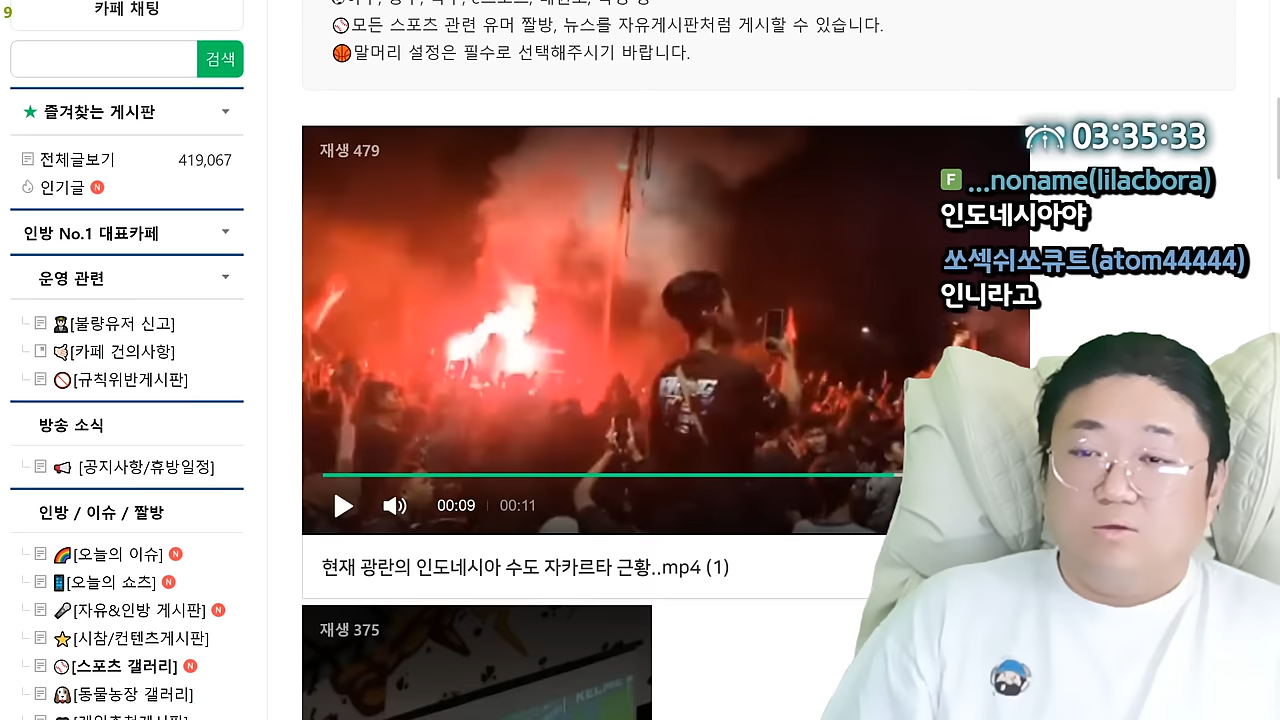 9
카페 채팅
검색
★ 즐겨찾는 게시판
전체글보기 419,067
인기글 N
인방 No.1 대표카페
운영 관련
[불량유저 신고]
[카페 건의사항]
[규칙위반게시판]
방송 소식
[공지사항/휴방일정]
인방 / 이슈 / 짤방
[오늘의 이슈] N
[오늘의 쇼츠] N
[자유&인방 게시판] N
[시참/컨텐츠게시판]
[스포츠 갤러리] N
[동물농장 갤러리]
모든 스포츠 관련 유머 짤방, 뉴스를 자유게시판처럼 게시할 수 있습니다.
말머리 설정은 필수로 선택해주시기 바랍니다.
재생 479
00:09 00:11
현재 광란의 인도네시아 수도 자카르타 근황..mp4 (1)
재생 375
KELME
03:35:33
F ...noname(lilacbora)
인도네시아야
쏘섹쉬쏘큐트(atom44444)
인니라고